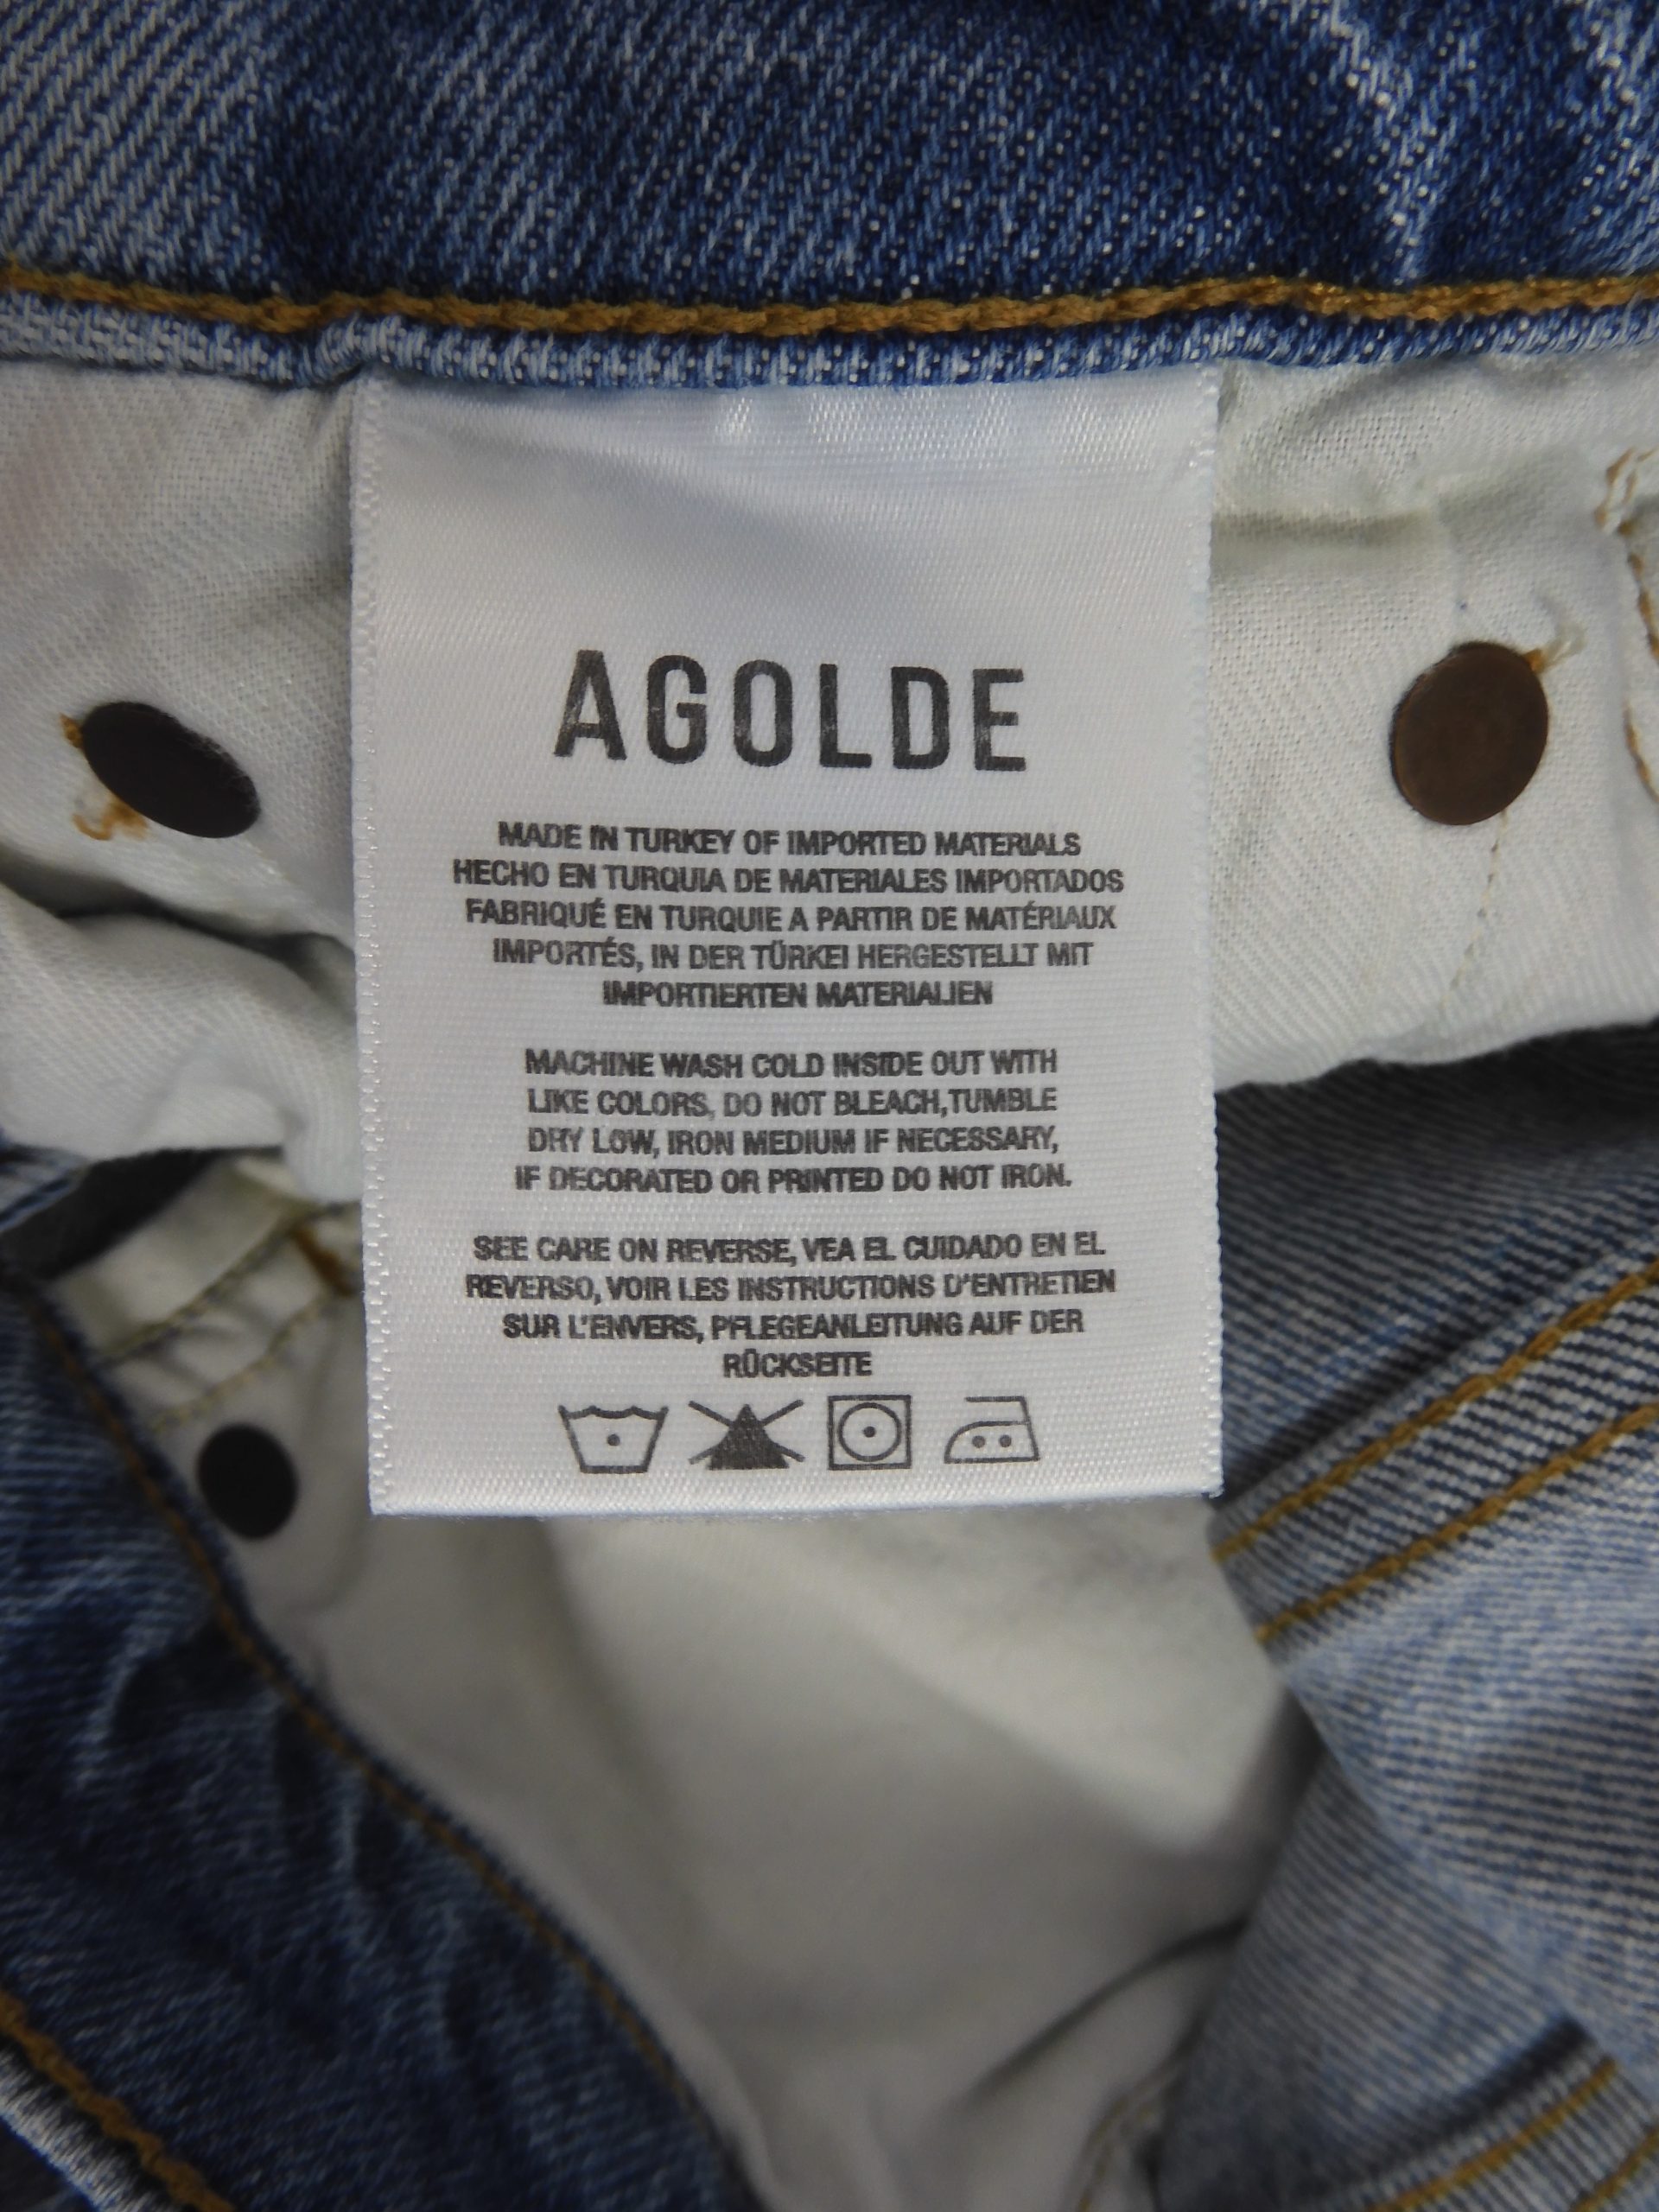 AGOLDE
MADE IN TURKEY OF IMPORTED MATERIALS
HECHO EN TURQUIA DE MATERIALES IMPORTADOS
FABRIQUÉ EN TURQUIE A PARTIR DE MATÉRIAUX
IMPORTÉS, IN DER TÜRKEI HERGESTELLT MIT
IMPORTIERTEN MATERIALIEN
MACHINE WASH COLD INSIDE OUT WITH
LIKE COLORS, DO NOT BLEACH,TUMBLE
DRY LOW, IRON MEDIUM IF NECESSARY,
IF DECORATED OR PRINTED DO NOT IRON.
SEE CARE ON REVERSE, VEA EL CUIDADO EN EL
REVERSO, VOIR LES INSTRUCTIONS D'ENTRETIEN
SUR L'ENVERS, PFLEGEANLEITUNG AUF DER
RÜCKSEITE